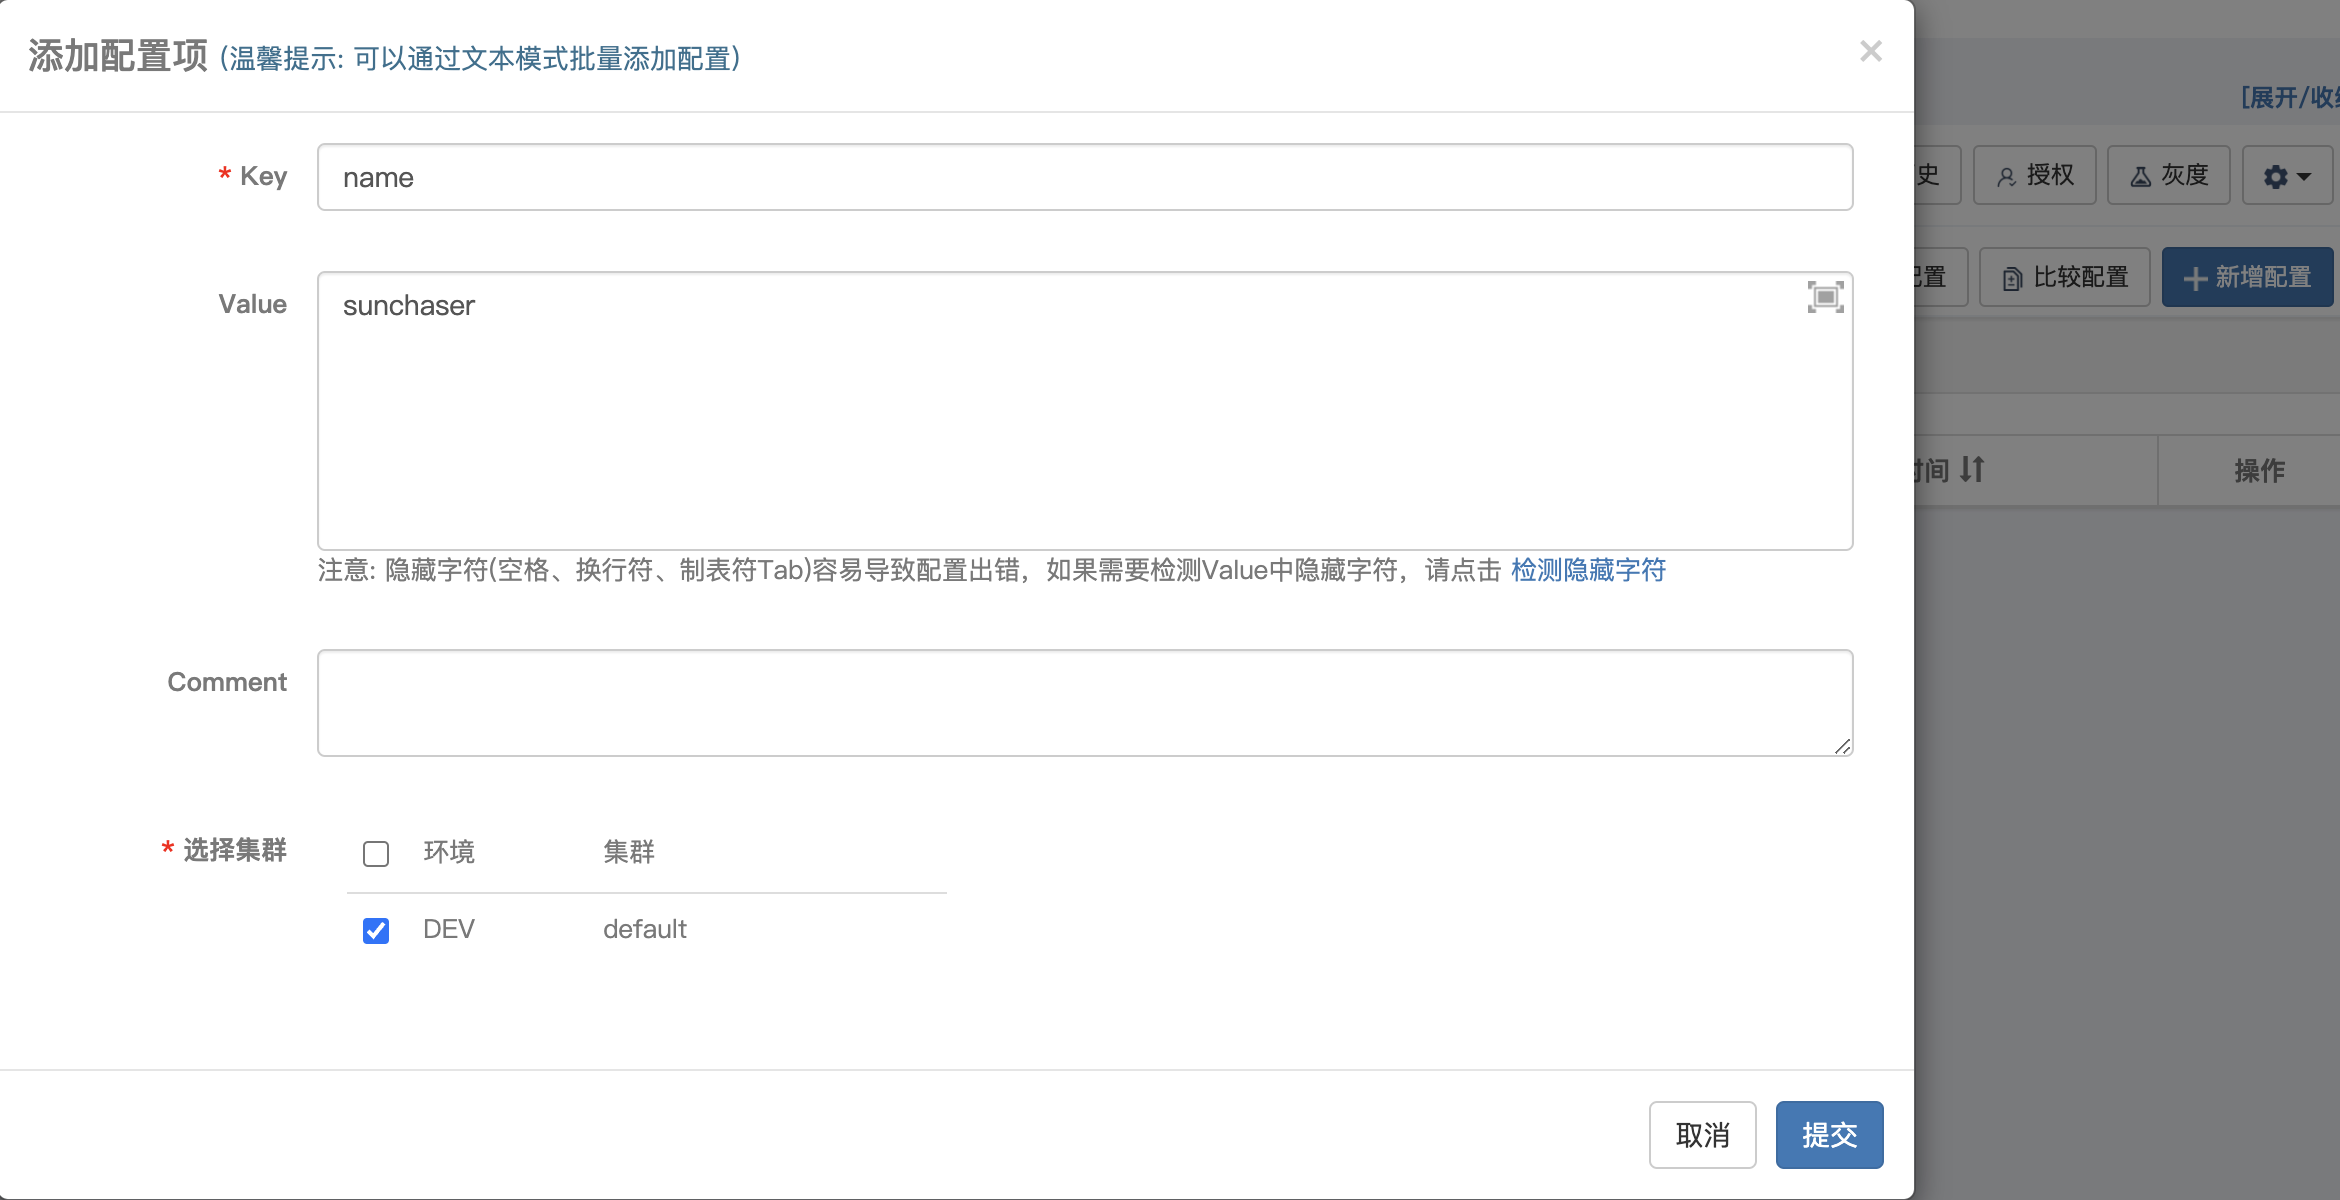 添加配置项 (温馨提示: 可以通过文本模式批量添加配置)
×
[展开/收
* Key
name
史
授权
灰度
Value
sunchaser
配置
比较配置
新增配置
时间
操作
注意: 隐藏字符(空格、换行符、制表符Tab)容易导致配置出错，如果需要检测Value中隐藏字符，请点击 检测隐藏字符
Comment
* 选择集群
环境 集群
DEV default
取消 提交